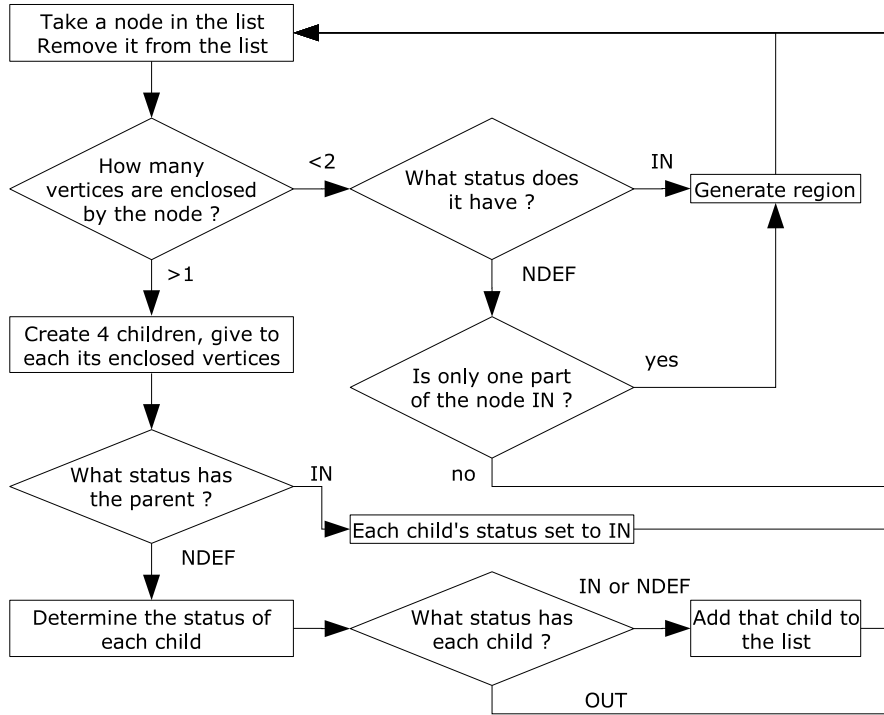 Take a node in the list
Remove it from the list
How many
vertices are enclosed
by the node ?
<2
What status does
it have ?
IN
Generate region
>1
NDEF
Create 4 children, give to
each its enclosed vertices
Is only one part
of the node IN ?
yes
no
What status has
the parent ?
IN
Each child's status set to IN
NDEF
Determine the status of
each child
What status has
each child ?
IN or NDEF
Add that child to
the list
OUT